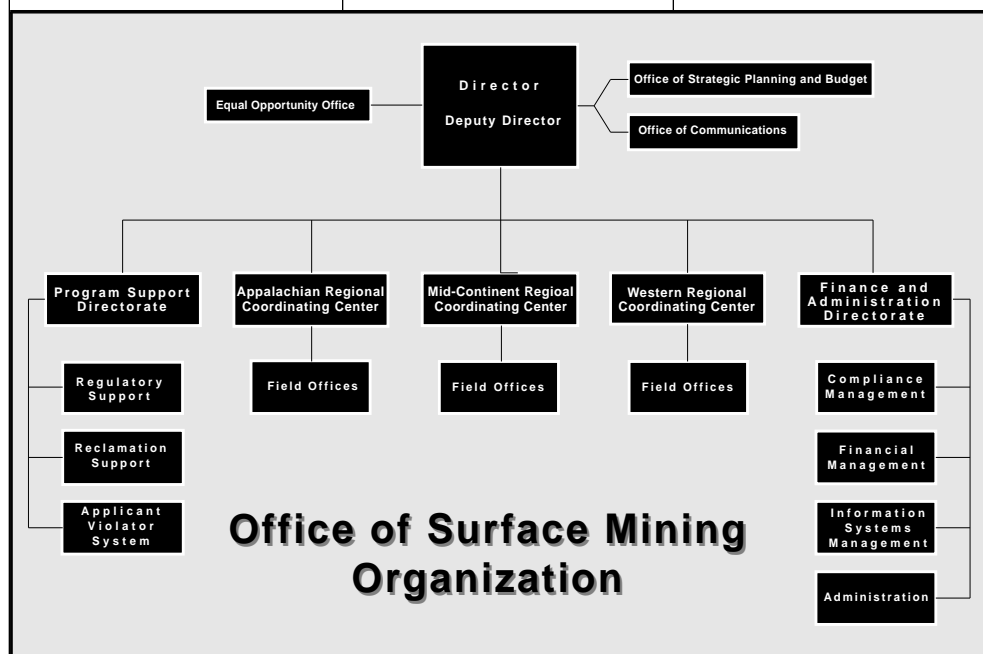 Director
Deputy Director
Equal Opportunity Office
Office of Strategic Planning and Budget
Office of Communications
Program Support
Directorate
Appalachian Regional
Coordinating Center
Mid-Continent Regioal
Coordinating Center
Western Regional
Coordinating Center
Finance and
Administration
Directorate
Regulatory
Support
Reclamation
Support
Applicant
Violator
System
Field Offices
Field Offices
Field Offices
Compliance
Management
Financial
Management
Information
Systems
Management
Administration
Office of Surface Mining
Organization